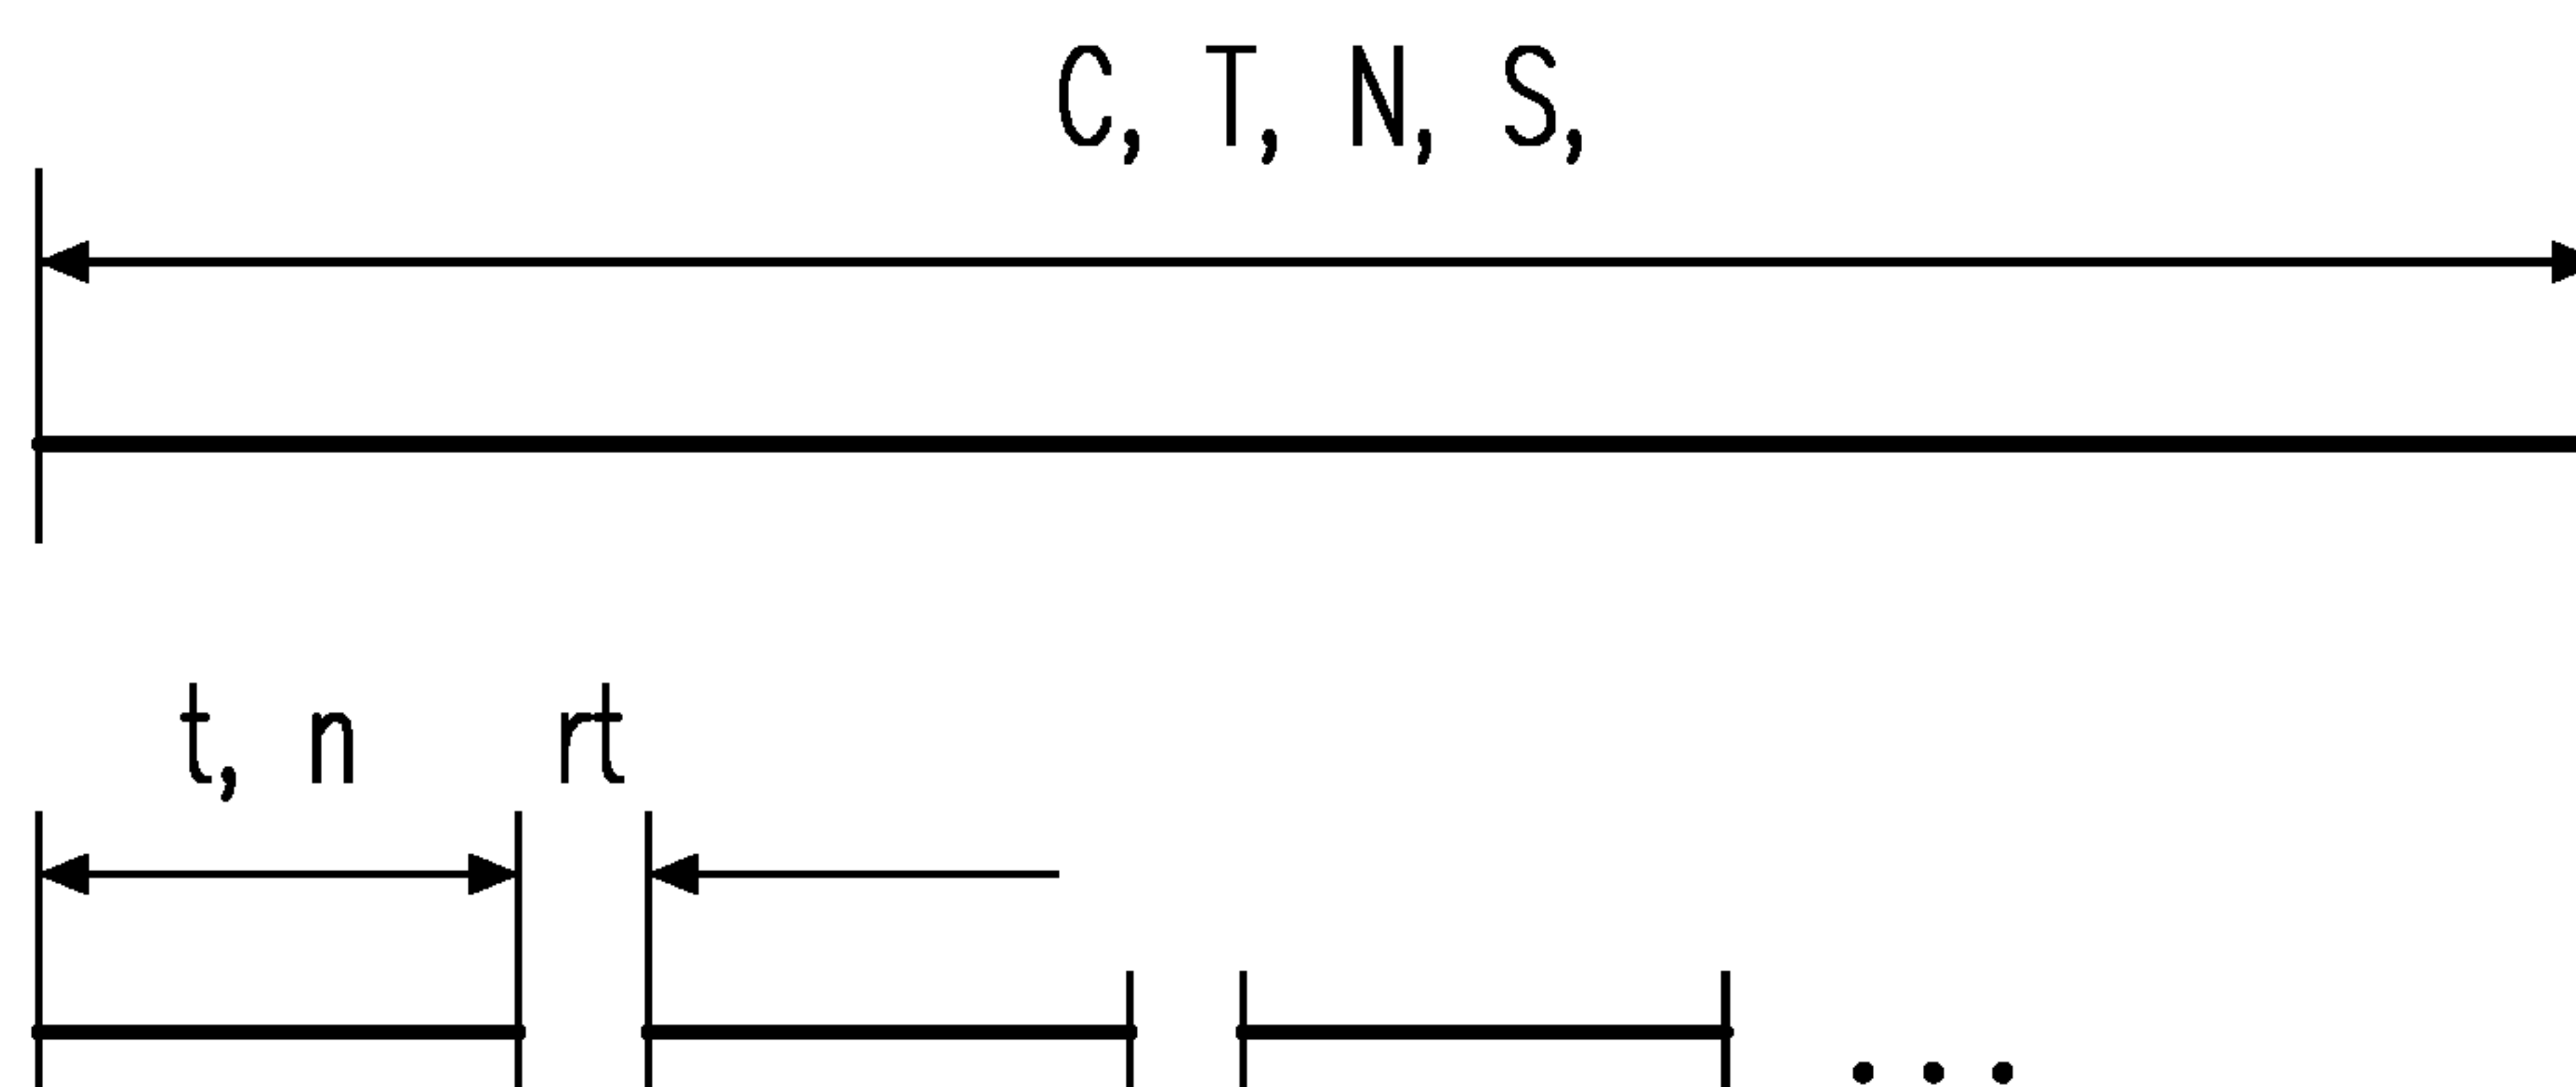 C, T, N, S,
t, n rt
...